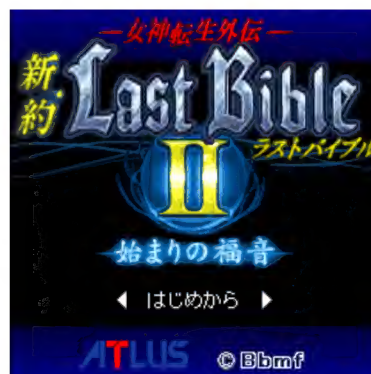 —女神転生外伝—
新・約 Last Bible
ラストバイブル
II
始まりの福音
◀ はじめから ▶
ATLUS © Bbmf